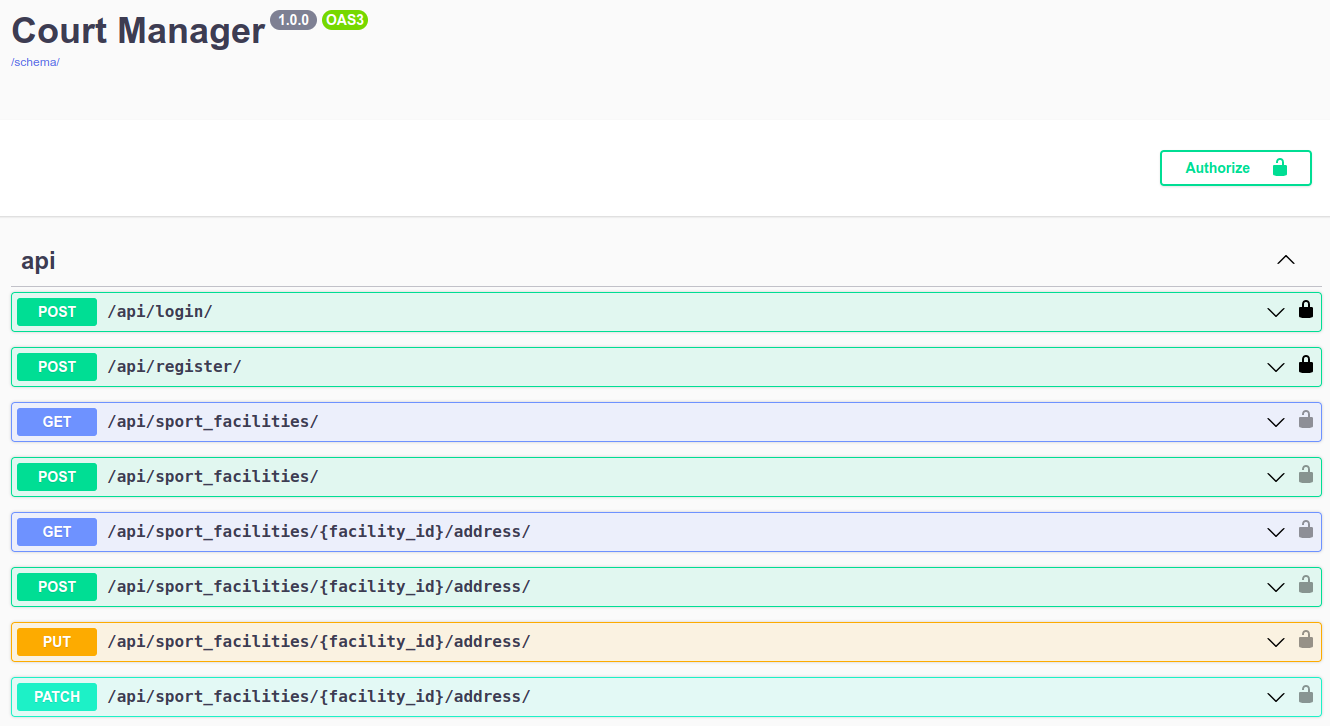 Court Manager 1.0.0 OAS3
/schema/
Authorize
api
POST /api/login/
POST /api/register/
GET /api/sport_facilities/
POST /api/sport_facilities/
GET /api/sport_facilities/{facility_id}/address/
POST /api/sport_facilities/{facility_id}/address/
PUT /api/sport_facilities/{facility_id}/address/
PATCH /api/sport_facilities/{facility_id}/address/